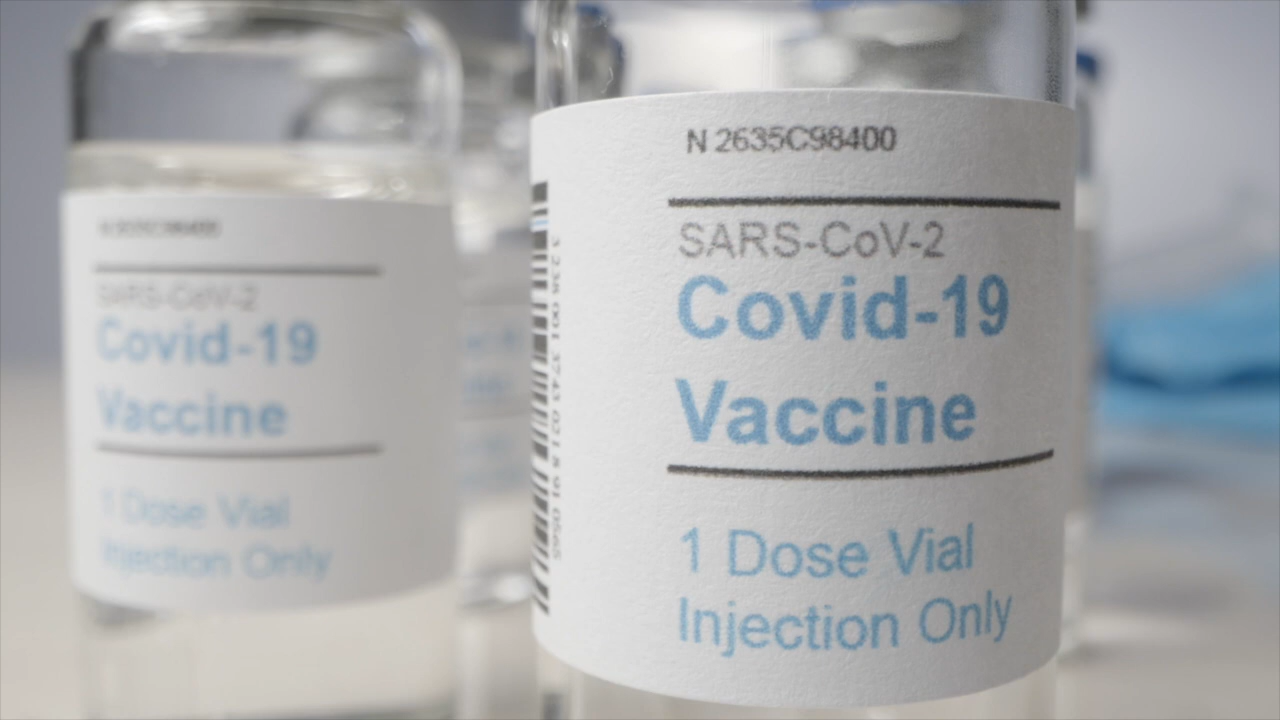 N 2635C98400
SARS-CoV-2
Covid-19
Vaccine
1 Dose Vial
Injection Only
SARS-CoV-2
Covid-19
Vaccine
1 Dose Vial
Injection Only